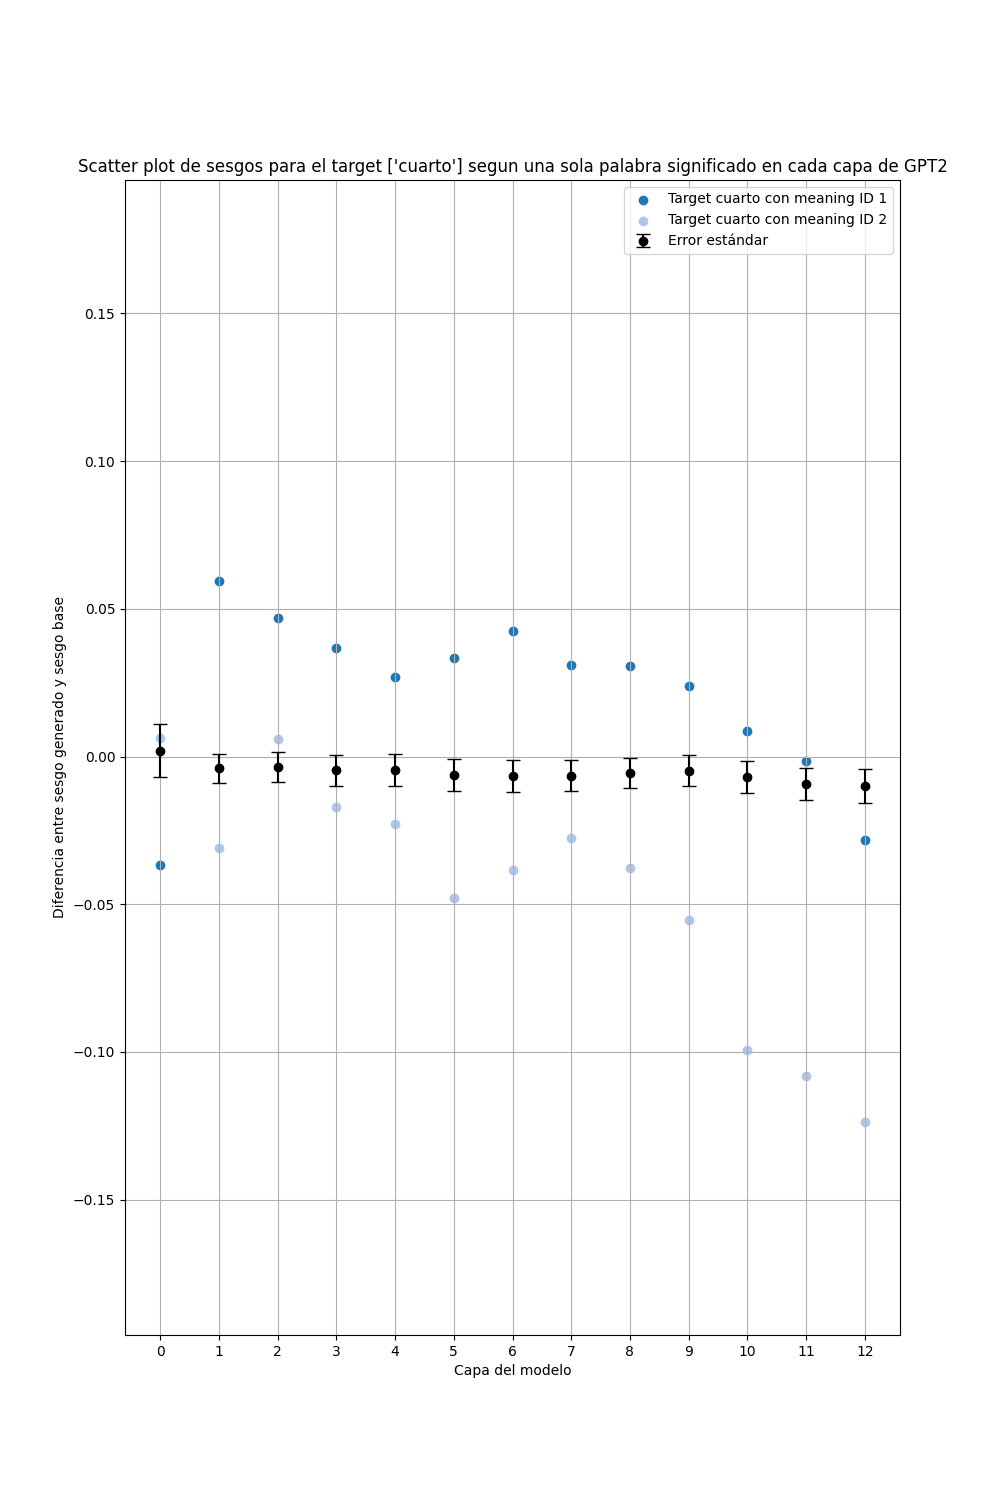 Scatter plot de sesgos para el target ['cuarto'] segun una sola palabra significado en cada capa de GPT2
Target cuarto con meaning ID 1
Target cuarto con meaning ID 2
Error estándar
Diferencia entre sesgo generado y sesgo base
0.15
0.10
0.05
0.00
−0.05
−0.10
−0.15
0 1 2 3 4 5 6 7 8 9 10 11 12
Capa del modelo